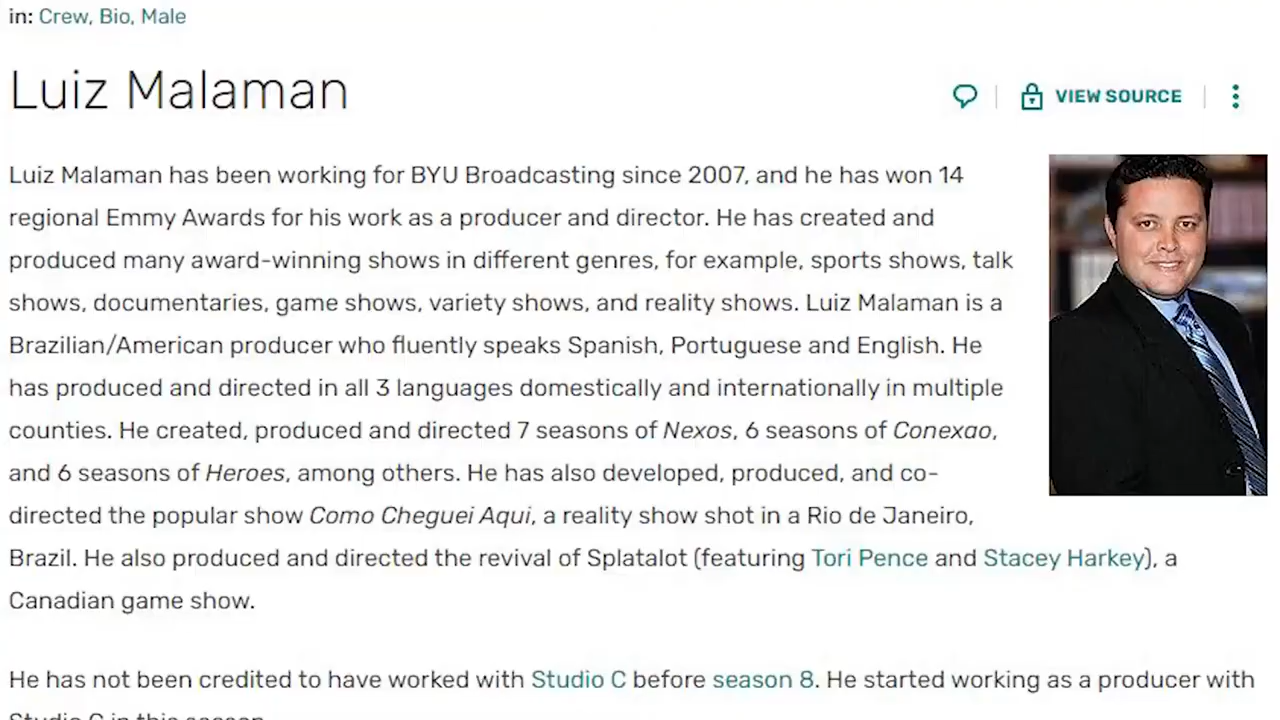 in: Crew, Bio, Male
Luiz Malaman
VIEW SOURCE
Luiz Malaman has been working for BYU Broadcasting since 2007, and he has won 14
regional Emmy Awards for his work as a producer and director. He has created and
produced many award-winning shows in different genres, for example, sports shows, talk
shows, documentaries, game shows, variety shows, and reality shows. Luiz Malaman is a
Brazilian/American producer who fluently speaks Spanish, Portuguese and English. He
has produced and directed in all 3 languages domestically and internationally in multiple
counties. He created, produced and directed 7 seasons of Nexos, 6 seasons of Conexao,
and 6 seasons of Heroes, among others. He has also developed, produced, and co-
directed the popular show Como Cheguei Aqui, a reality show shot in a Rio de Janeiro,
Brazil. He also produced and directed the revival of Splatalot (featuring Tori Pence and Stacey Harkey), a
Canadian game show.
He has not been credited to have worked with Studio C before season 8. He started working as a producer with
Studio C in this season